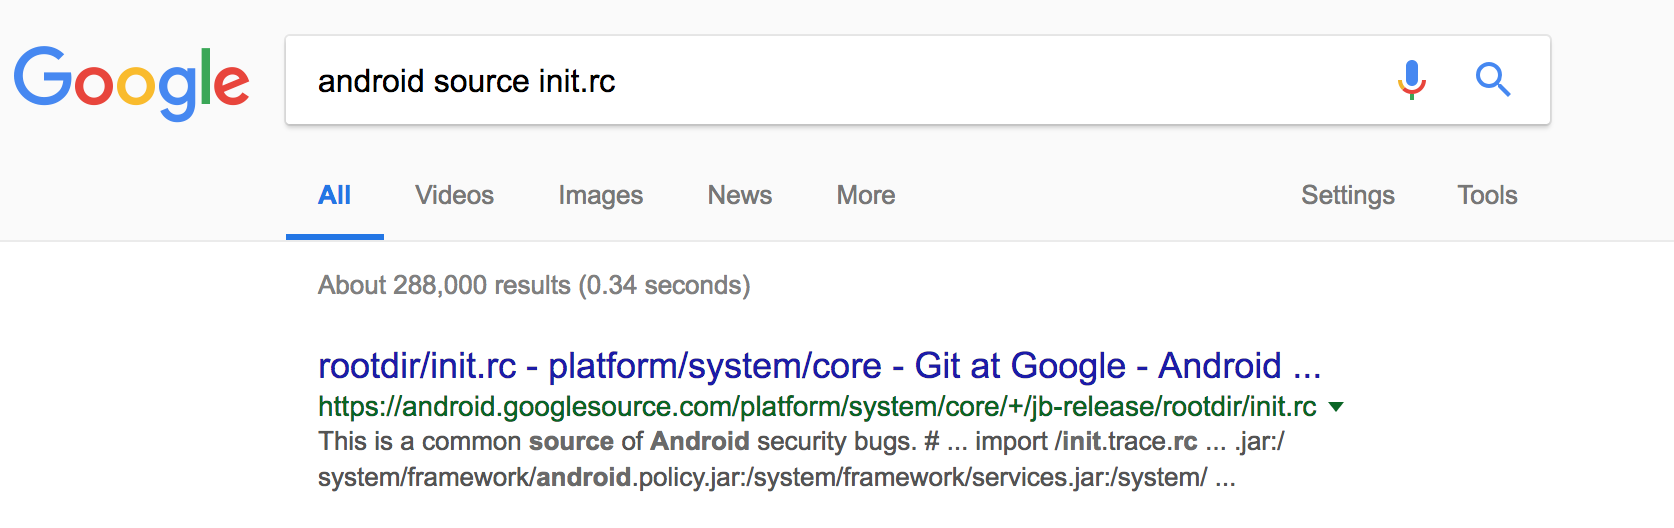 Google
android source init.rc
All Videos Images News More Settings Tools
About 288,000 results (0.34 seconds)
rootdir/init.rc - platform/system/core - Git at Google - Android ...
https://android.googlesource.com/platform/system/core/+/jb-release/rootdir/init.rc
This is a common source of Android security bugs. # ... import /init.trace.rc ... .jar:/
system/framework/android.policy.jar:/system/framework/services.jar:/system/ ...